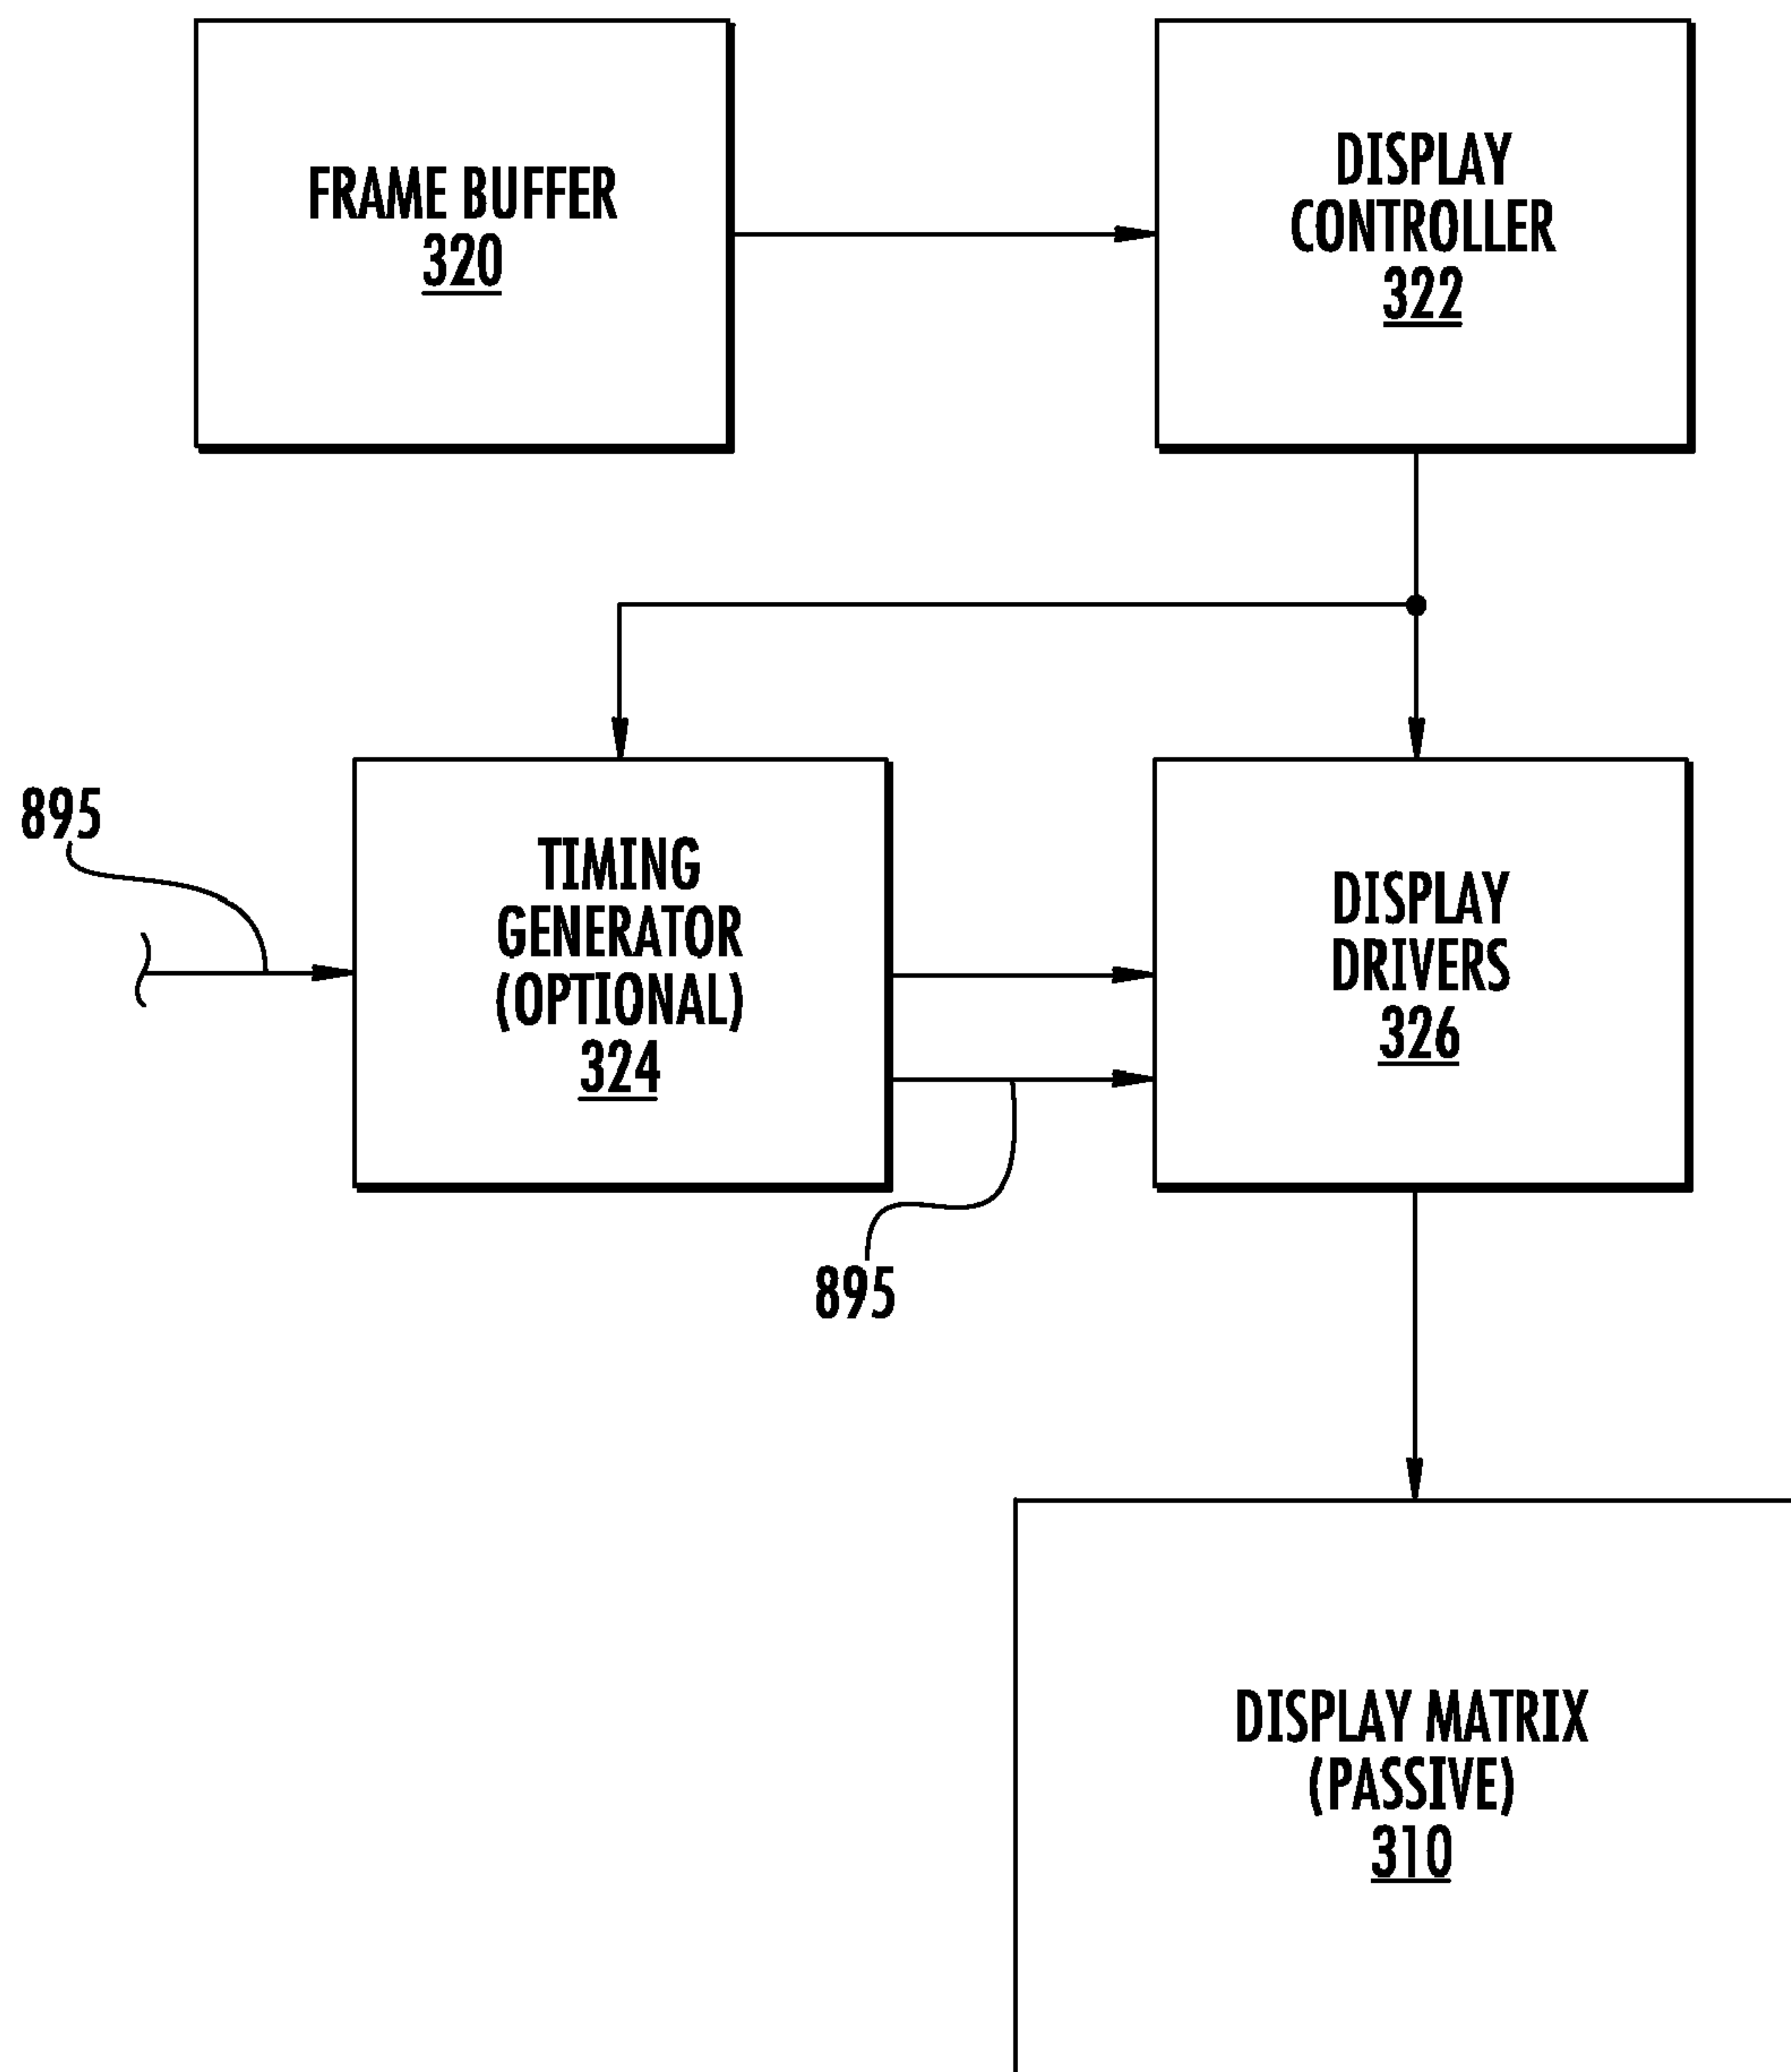 FRAME BUFFER
320
DISPLAY
CONTROLLER
322
895
TIMING
GENERATOR
(OPTIONAL)
324
DISPLAY
DRIVERS
326
895
DISPLAY MATRIX
(PASSIVE)
310